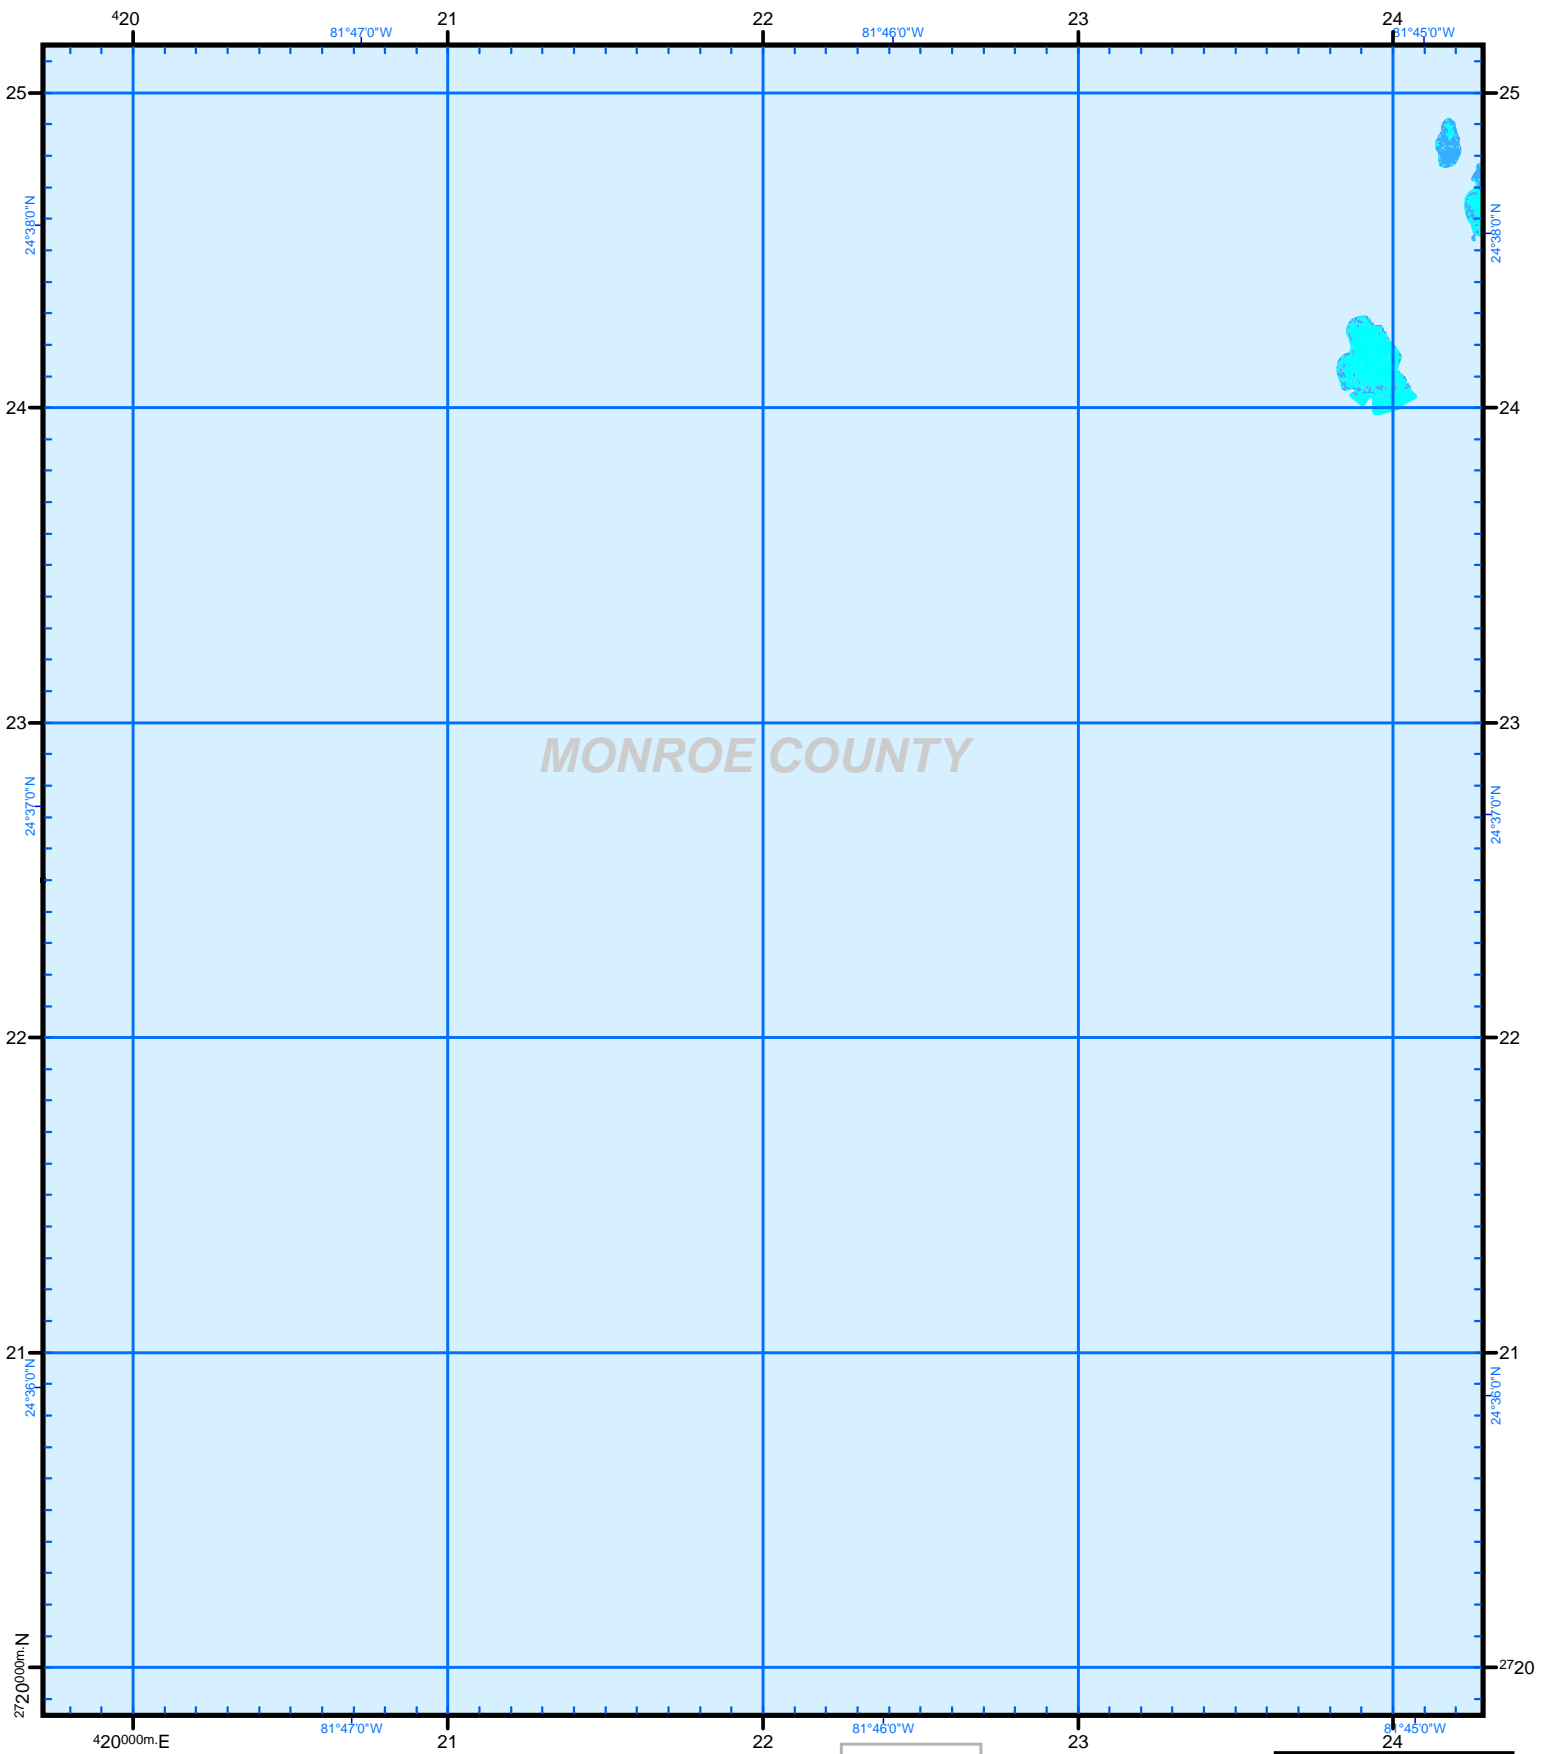 ⁴20 21 22 23 24
81°47'0"W 81°46'0"W 81°45'0"W
25 25
24°38'0"N 24°38'0"N
24 24
23 23
MONROE COUNTY
24°37'0"N 24°37'0"N
22 22
21 21
24°36'0"N 24°36'0"N
²⁷20⁰⁰⁰ᵐ·N ²⁷20
81°47'0"W 81°46'0"W 81°45'0"W
⁴20⁰⁰⁰ᵐ·E 21 22 23 24